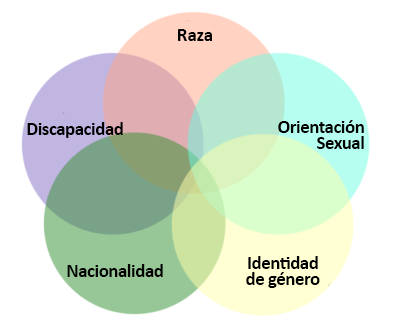 Raza
Discapacidad
Orientación
Sexual
Nacionalidad
Identidad
de género